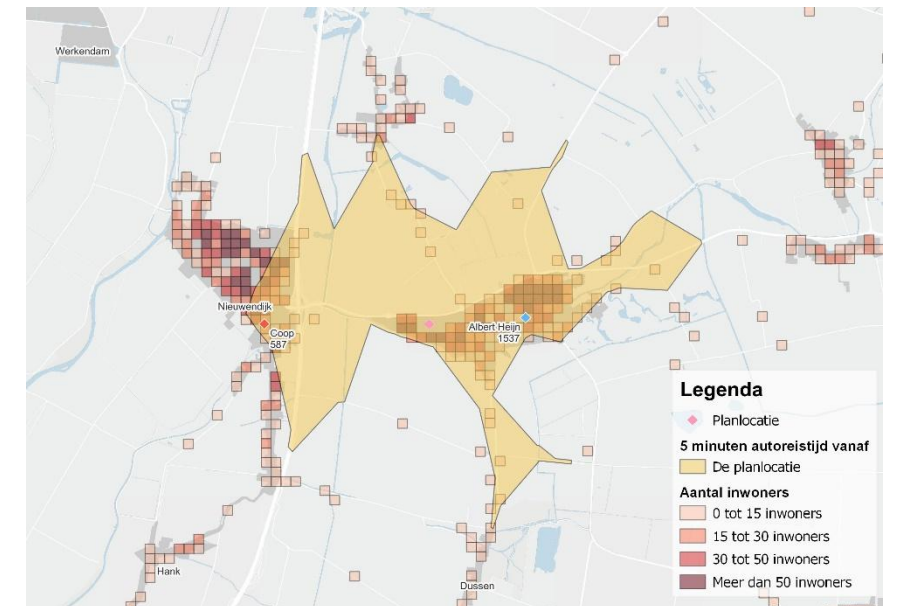 Werkendam
Nieuwendijk
Coop
587
Albert Heijn
1537
Hank
Dussen
Legenda
Planlocatie
5 minuten autoreistijd vanaf
De planlocatie
Aantal inwoners
0 tot 15 inwoners
15 tot 30 inwoners
30 tot 50 inwoners
Meer dan 50 inwoners